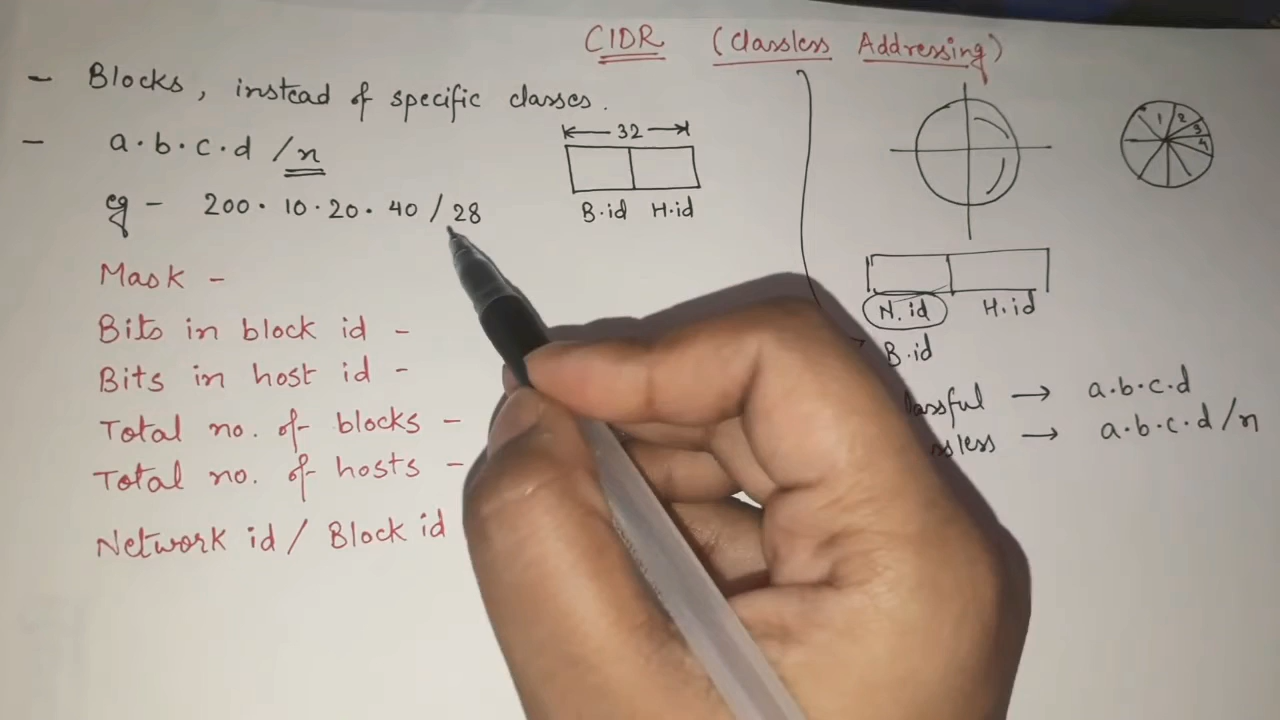 CIDR (Classless Addressing)
- Blocks, instead of specific classes.
- a.b.c.d /n
eg - 200.10.20.40 / 28
32
B.id H.id
Mask -
Bits in block id -
Bits in host id -
Total no. of blocks -
Total no. of hosts -
Network id / Block id
1 2 3 4
N.id H.id
B.id
assful → a.b.c.d
ssless → a.b.c.d/n